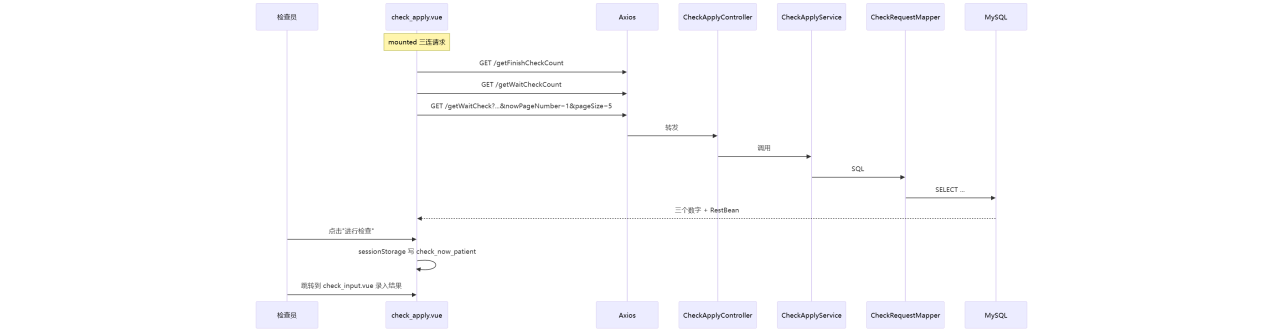 检查员 check_apply.vue Axios CheckApplyController CheckApplyService CheckRequestMapper MySQL
mounted 三连请求
GET /getFinishCheckCount
GET /getWaitCheckCount
GET /getWaitCheck?...&nowPageNumber=1&pageSize=5
转发
调用
SQL
SELECT ...
三个数字 + RestBean
点击"进行检查"
sessionStorage 写 check_now_patient
跳转到 check_input.vue 录入结果
检查员 check_apply.vue Axios CheckApplyController CheckApplyService CheckRequestMapper MySQL